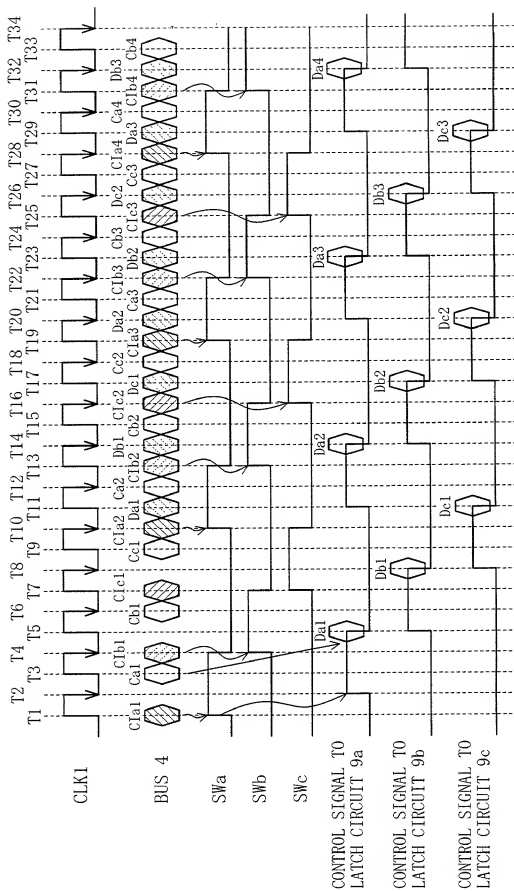 T1 T2 T3 T4 T5 T6 T7 T8 T9 T10 T11 T12 T13 T14 T15 T16 T17 T18 T19 T20 T21 T22 T23 T24 T25 T26 T27 T28 T29 T30 T31 T32 T33 T34
CLK1
CIa1 Ca1 CIb1 Cb1 CIc1 Cc1 CIa2 Da1 Ca2 CIb2 Db1 Cb2 CIc2 Dc1 Cc2 CIa3 Da2 Ca3 CIb3 Db2 Cb3 CIc3 Dc2 Cc3 CIa4 Da3 Ca4 CIb4 Db3 Cb4
BUS 4
SWa
SWb
SWc
Da1 Da2 Da3 Da4
CONTROL SIGNAL TO
LATCH CIRCUIT 9a
Db1 Db2 Db3
CONTROL SIGNAL TO
LATCH CIRCUIT 9b
Dc1 Dc2 Dc3
CONTROL SIGNAL TO
LATCH CIRCUIT 9c